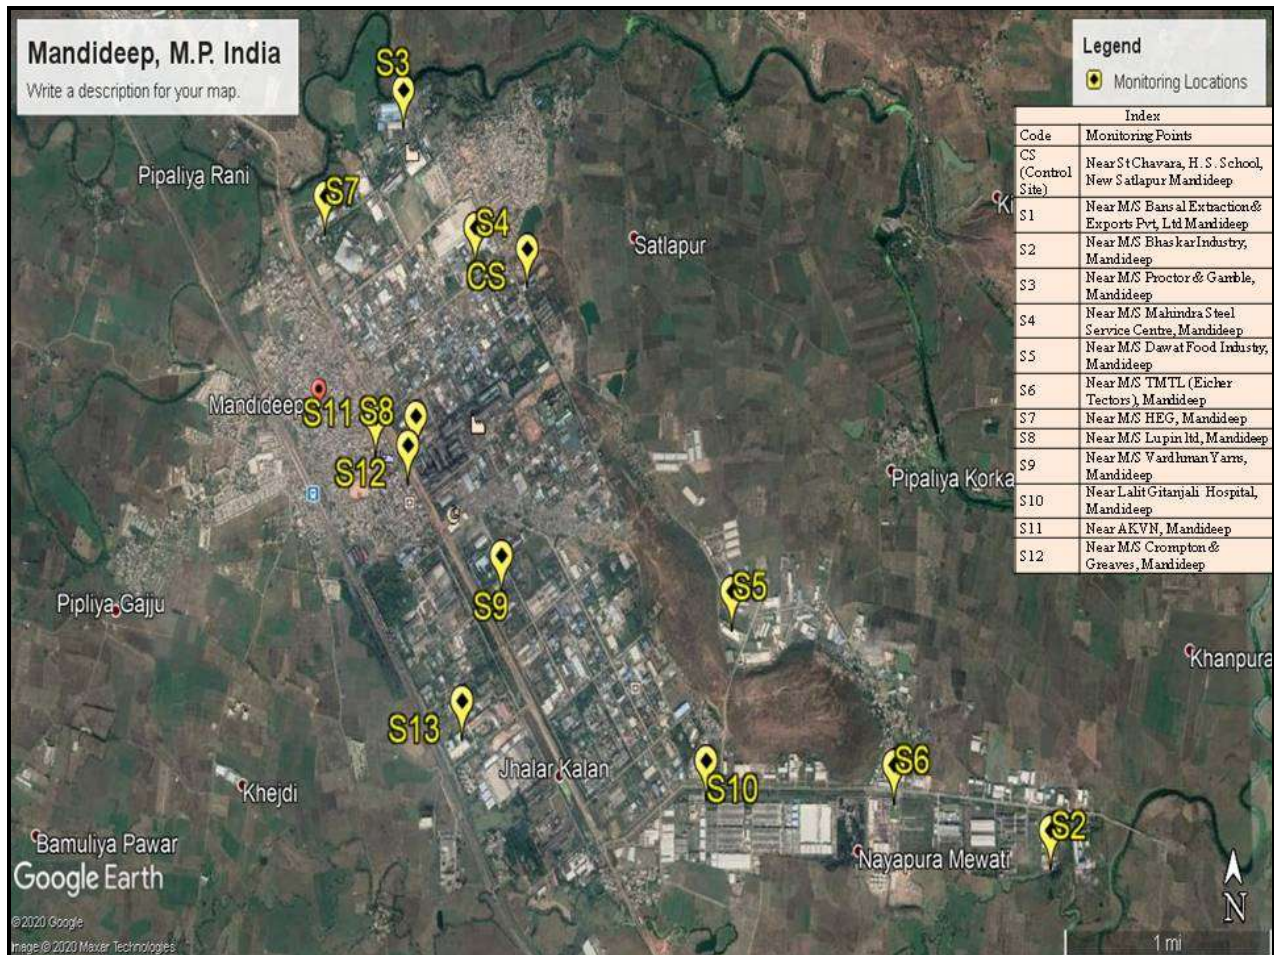 Mandideep, M.P. India
Write a description for your map.
Legend
Monitoring Locations
Index
Code Monitoring Points
CS (Control Site) Near St Chavara, H. S. School, New Satlapur Mandideep
S1 Near M/S Bansal Extraction & Exports Pvt, Ltd Mandideep
S2 Near M/S Bhaskar Industry, Mandideep
S3 Near M/S Proctor & Gamble, Mandideep
S4 Near M/S Mahindra Steel Service Centre, Mandideep
S5 Near M/S Dawat Food Industry, Mandideep
S6 Near M/S TMTL (Eicher Tectors), Mandideep
S7 Near M/S HEG, Mandideep
S8 Near M/S Lupin ltd, Mandideep
S9 Near M/S Vardhman Yarns, Mandideep
S10 Near Lalit Gitanjali Hospital, Mandideep
S11 Near AKVN, Mandideep
S12 Near M/S Crompton & Greaves, Mandideep
S3
Pipaliya Rani
S7
S4
Satlapur
CS
Mandideep
S11 S8
S12
Pipaliya Korka
S9
S5
Pipliya Gajju
Khanpura
S13
Jhalar Kalan
S10
S6
Khejdi
S2
Bamuliya Pawar
Nayapura Mewati
Google Earth
© 2020 Google
Image © 2020 Maxar Technologies
N
1 mi